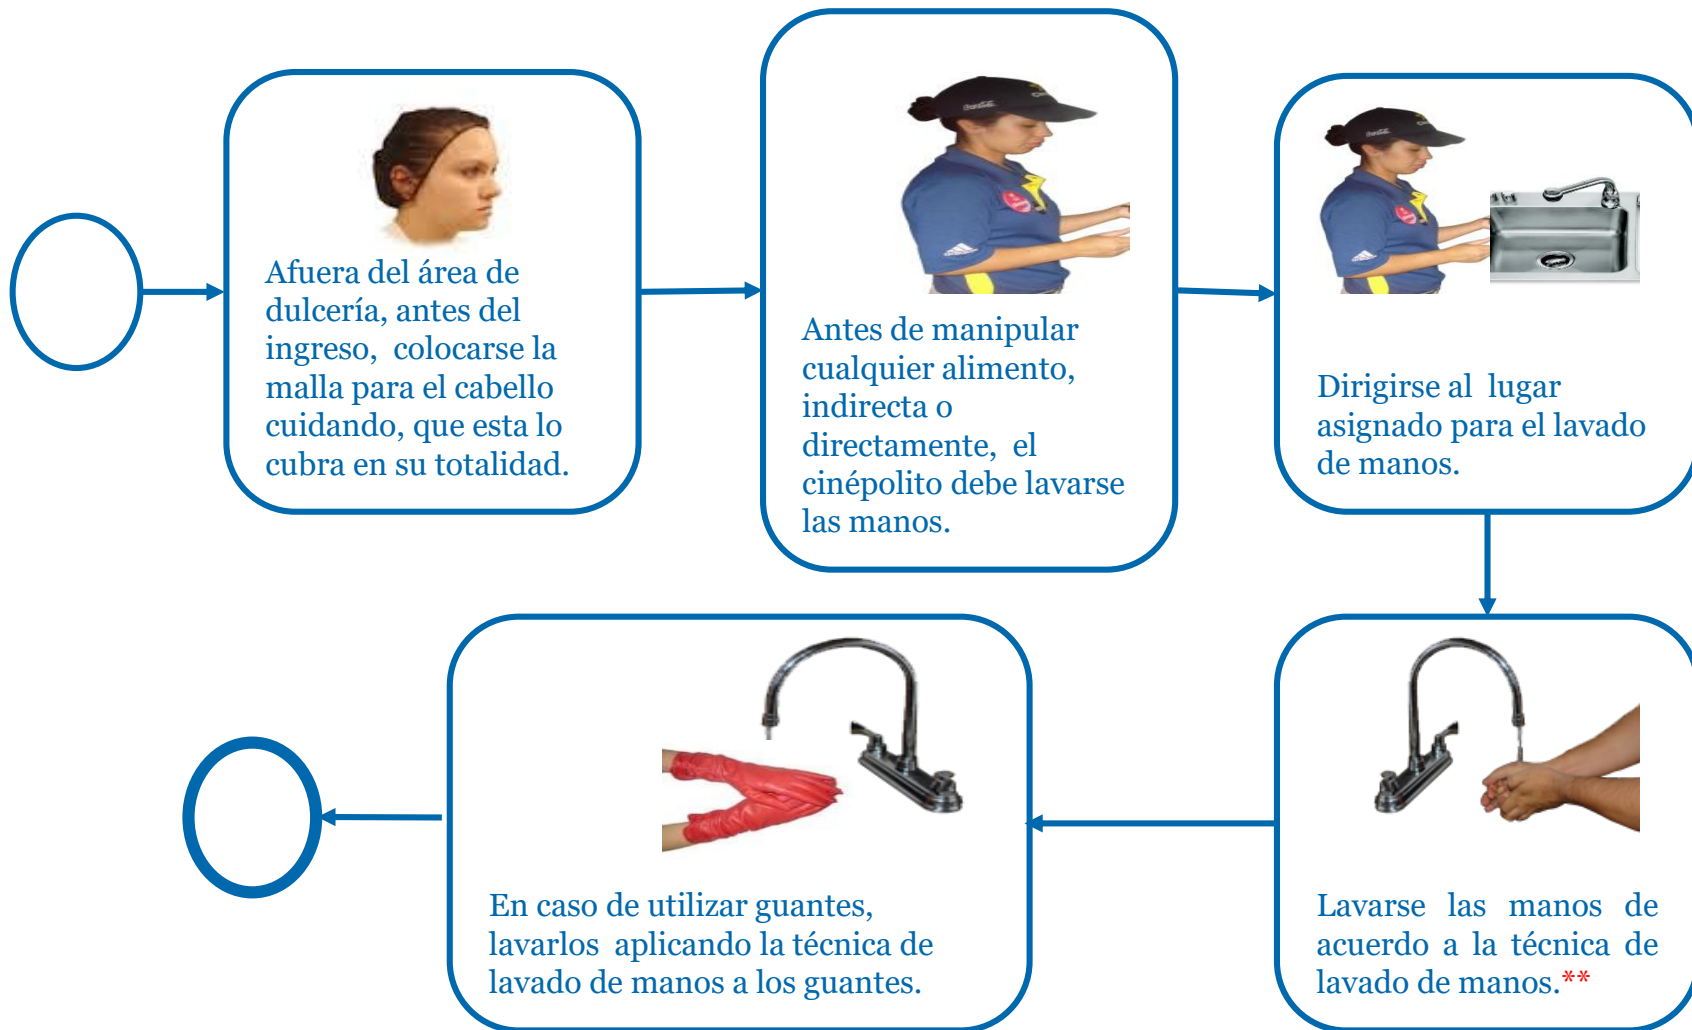 Afuera del área de
dulcería, antes del
ingreso, colocarse la
malla para el cabello
cuidando, que esta lo
cubra en su totalidad.
Antes de manipular
cualquier alimento,
indirecta o
directamente, el
cinépolito debe lavarse
las manos.
Dirigirse al lugar
asignado para el lavado
de manos.
Lavarse las manos de
acuerdo a la técnica de
lavado de manos.**
En caso de utilizar guantes,
lavarlos aplicando la técnica de
lavado de manos a los guantes.